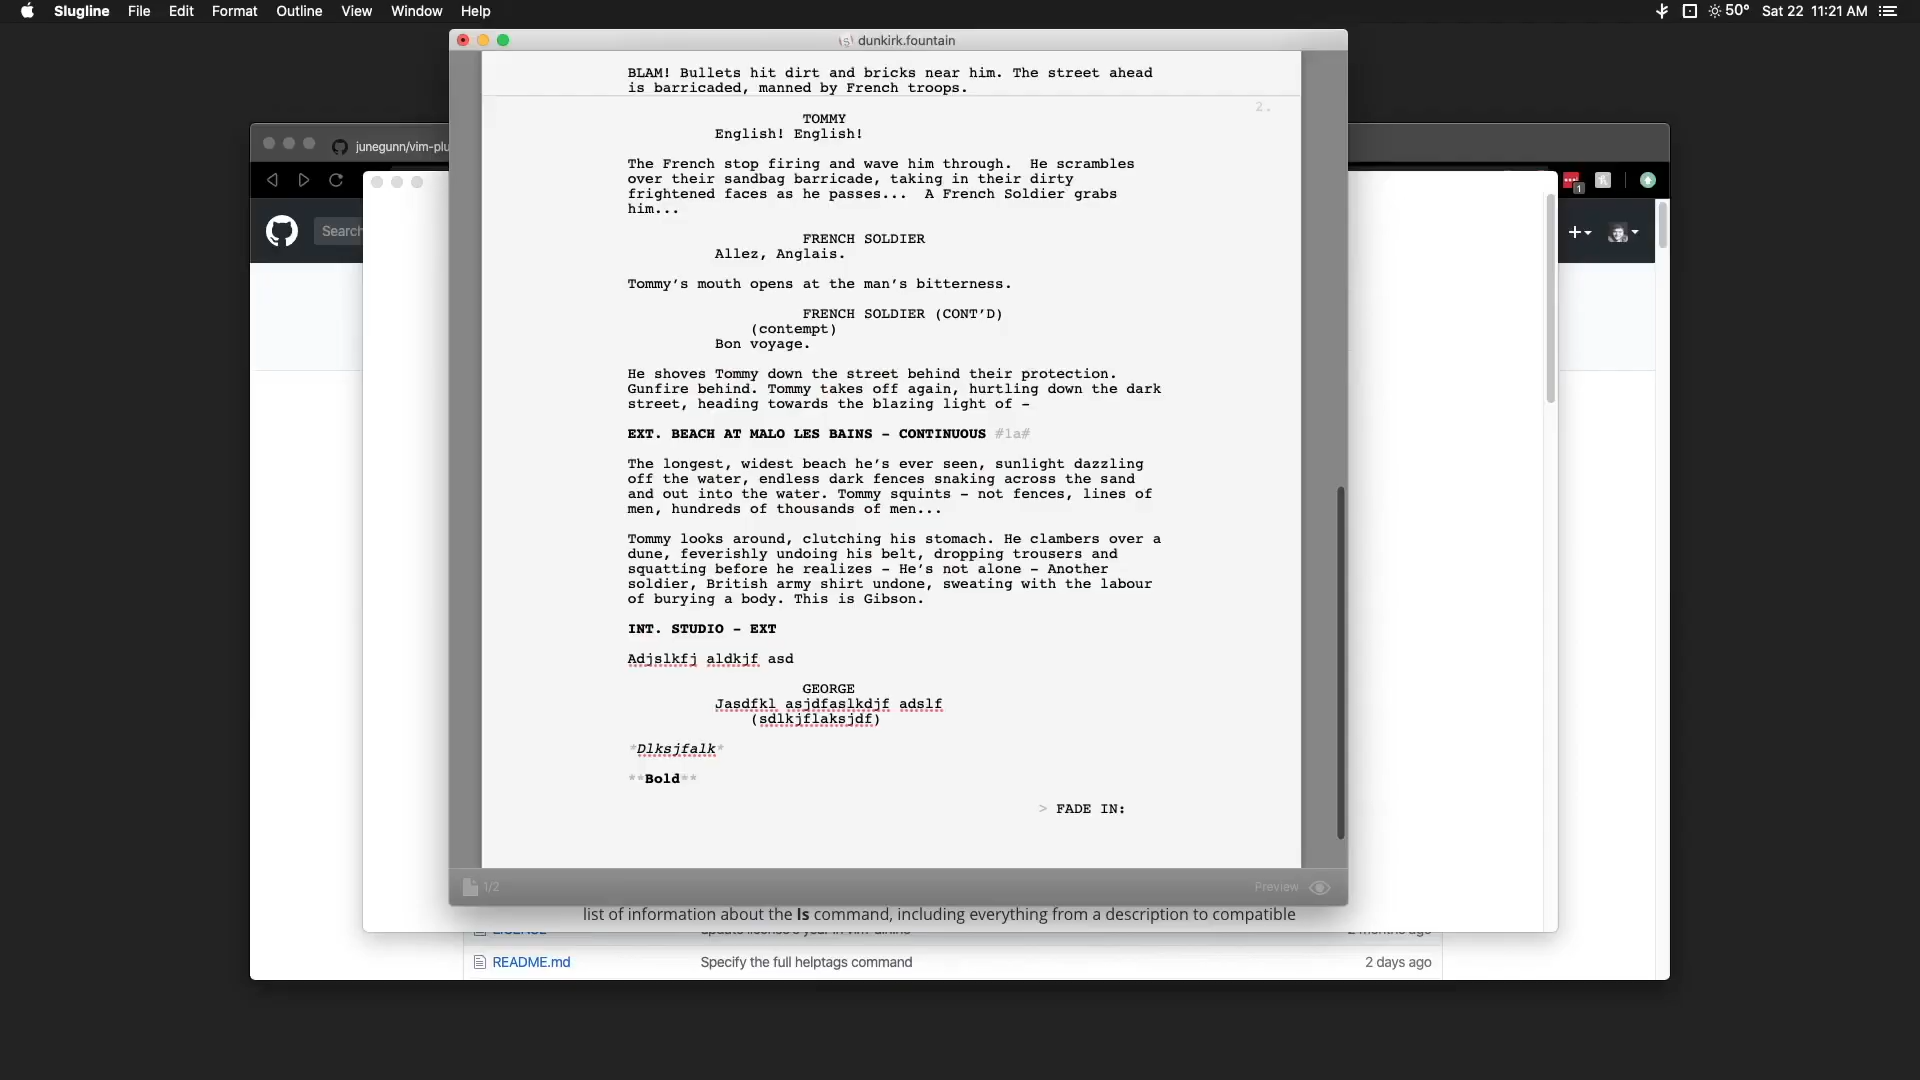 Slugline File Edit Format Outline View Window Help
50° Sat 22 11:21 AM
dunkirk.fountain
junegunn/vim-plu
1
Search
BLAM! Bullets hit dirt and bricks near him. The street ahead
is barricaded, manned by French troops.
2.
TOMMY
English! English!
The French stop firing and wave him through.  He scrambles
over their sandbag barricade, taking in their dirty
frightened faces as he passes...  A French Soldier grabs
him...
FRENCH SOLDIER
Allez, Anglais.
Tommy’s mouth opens at the man’s bitterness.
FRENCH SOLDIER (CONT’D)
(contempt)
Bon voyage.
He shoves Tommy down the street behind their protection.
Gunfire behind. Tommy takes off again, hurtling down the dark
street, heading towards the blazing light of –
EXT. BEACH AT MALO LES BAINS – CONTINUOUS #1a#
The longest, widest beach he’s ever seen, sunlight dazzling
off the water, endless dark fences snaking across the sand
and out into the water. Tommy squints – not fences, lines of
men, hundreds of thousands of men...
Tommy looks around, clutching his stomach. He clambers over a
dune, feverishly undoing his belt, dropping trousers and
squatting before he realizes – He’s not alone – Another
soldier, British army shirt undone, sweating with the labour
of burying a body. This is Gibson.
INT. STUDIO – EXT
Adjslkfj aldkjf asd
GEORGE
Jasdfkl asjdfaslkdjf adslf
(sdlkjflaksjdf)
*Dlksjfalk*
**Bold**
> FADE IN:
1/2
Preview
list of information about the ls command, including everything from a description to compatible
README.md Specify the full helptags command 2 days ago